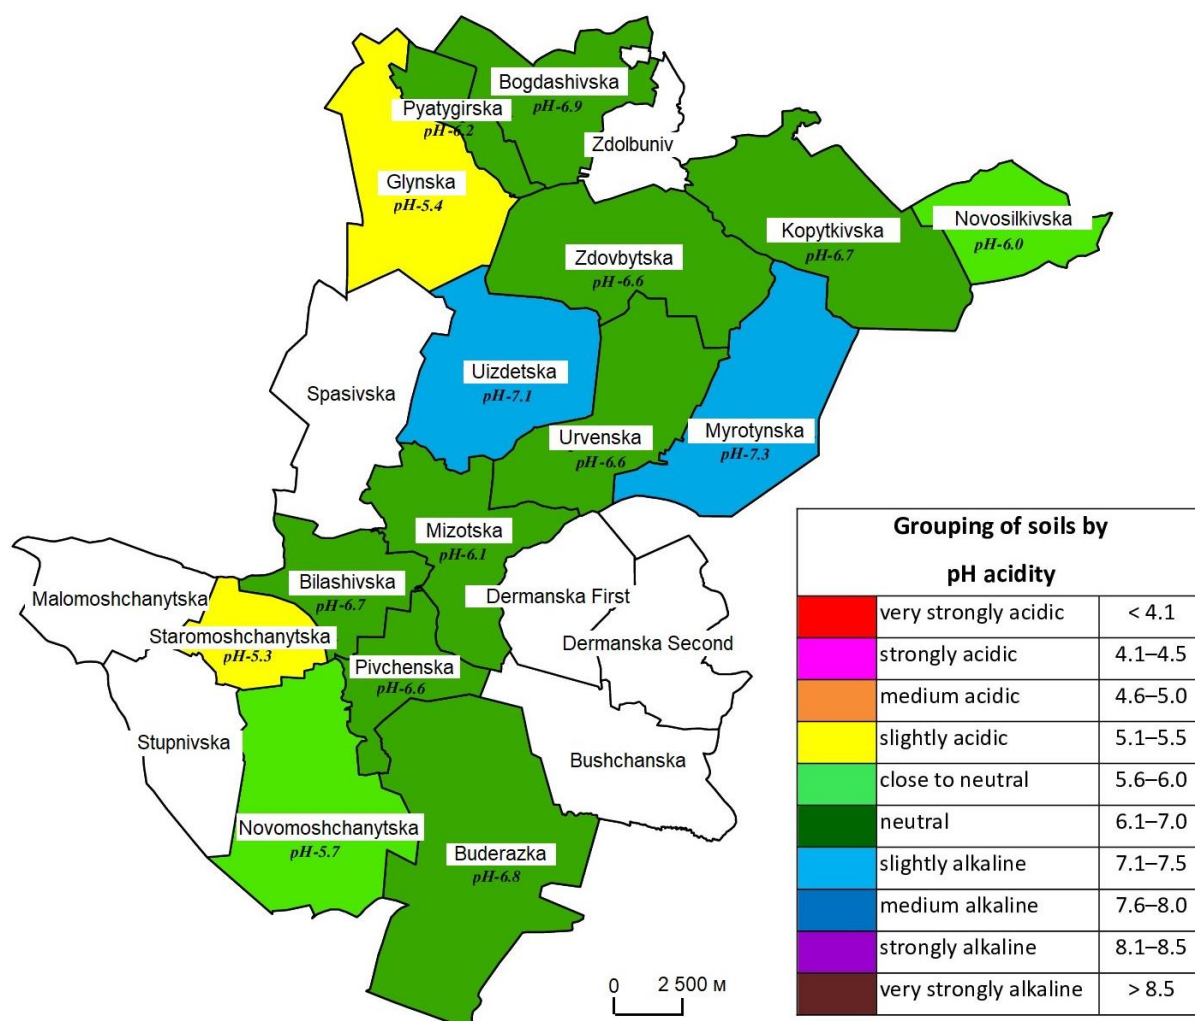 Bogdashivska
pH-6.9
Pyatygirska
pH-6.2
Zdolbuniv
Glynska
pH-5.4
Novosilkivska
pH-6.0
Kopytkivska
pH-6.7
Zdovbytska
pH-6.6
Uizdetska
pH-7.1
Spasivska
Urvenska
pH-6.6
Myrotynska
pH-7.3
Mizotska
pH-6.1
Bilashivska
pH-6.7
Malomoshchanytska
Dermanska First
Staromoshchanytska
pH-5.3
Dermanska Second
Pivchenska
pH-6.6
Stupnivska
Bushchanska
Novomoshchanytska
pH-5.7
Buderazka
pH-6.8
0 2 500 м
Grouping of soils by
pH acidity
very strongly acidic < 4.1
strongly acidic 4.1–4.5
medium acidic 4.6–5.0
slightly acidic 5.1–5.5
close to neutral 5.6–6.0
neutral 6.1–7.0
slightly alkaline 7.1–7.5
medium alkaline 7.6–8.0
strongly alkaline 8.1–8.5
very strongly alkaline > 8.5